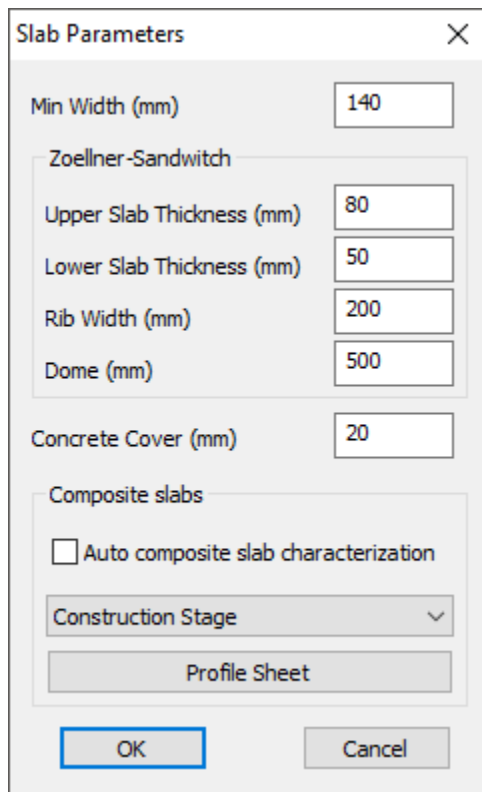 Slab Parameters
Min Width (mm) 140
Zoellner-Sandwitch
Upper Slab Thickness (mm) 80
Lower Slab Thickness (mm) 50
Rib Width (mm) 200
Dome (mm) 500
Concrete Cover (mm) 20
Composite slabs
Auto composite slab characterization
Construction Stage
Profile Sheet
OK Cancel